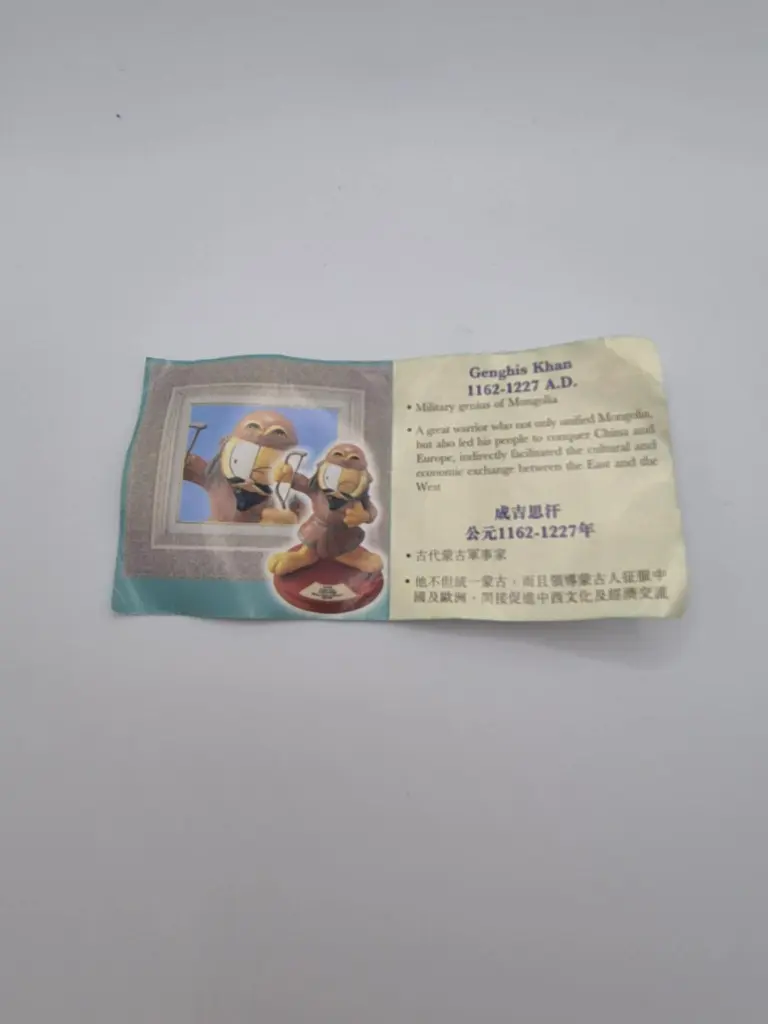 Genghis Khan
1162-1227 A.D.
• Military genius of Mongolia
• A great warrior who not only unified Mongolia,
but also led his people to conquer China and
Europe, indirectly facilitated the cultural and
economic exchange between the East and the
West
成吉思汗
公元1162-1227年
• 古代蒙古軍事家
• 他不但統一蒙古，而且領導蒙古人征服中
國及歐洲，間接促進中西文化及經濟交流